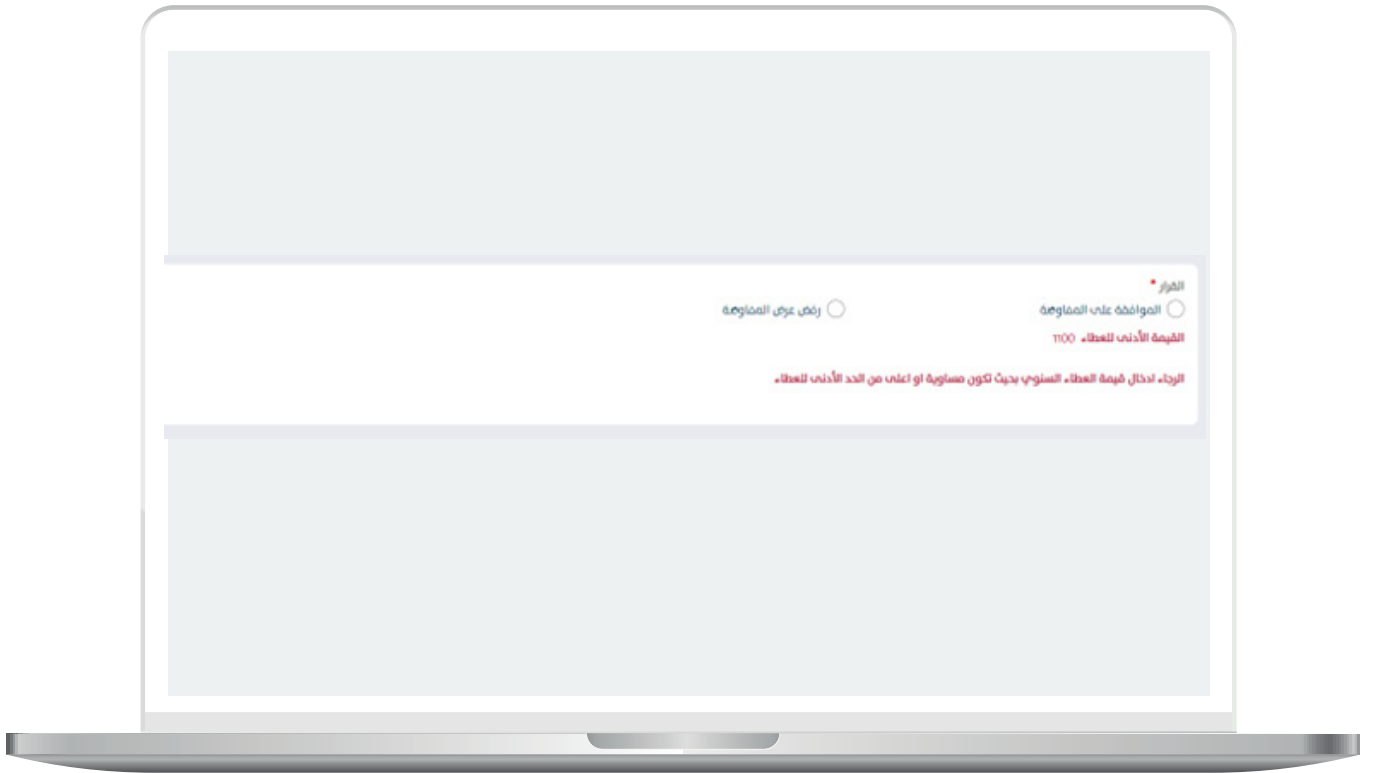 القرار *
الموافقة على المفاوضة
رفض عرض المفاوضة
القيمة الأدنى للعطاء 1100
الرجاء ادخال قيمة العطاء السنوي بحيث تكون مساوية او اعلى من الحد الأدنى للعطاء